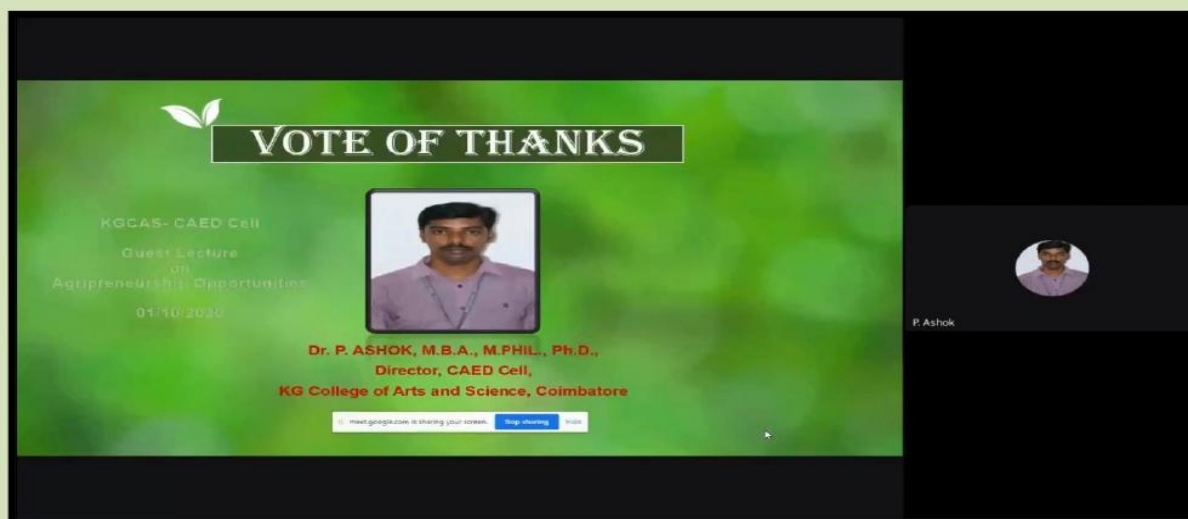 VOTE OF THANKS
KGCAS- CAED Cell
Guest Lecture
on
Agripreneurship Opportunities
01/10/2020
Dr. P. ASHOK, M.B.A., M.PHIL., Ph.D.,
Director, CAED Cell,
KG College of Arts and Science, Coimbatore
meet.google.com is sharing your screen. Stop sharing Hide
P. Ashok